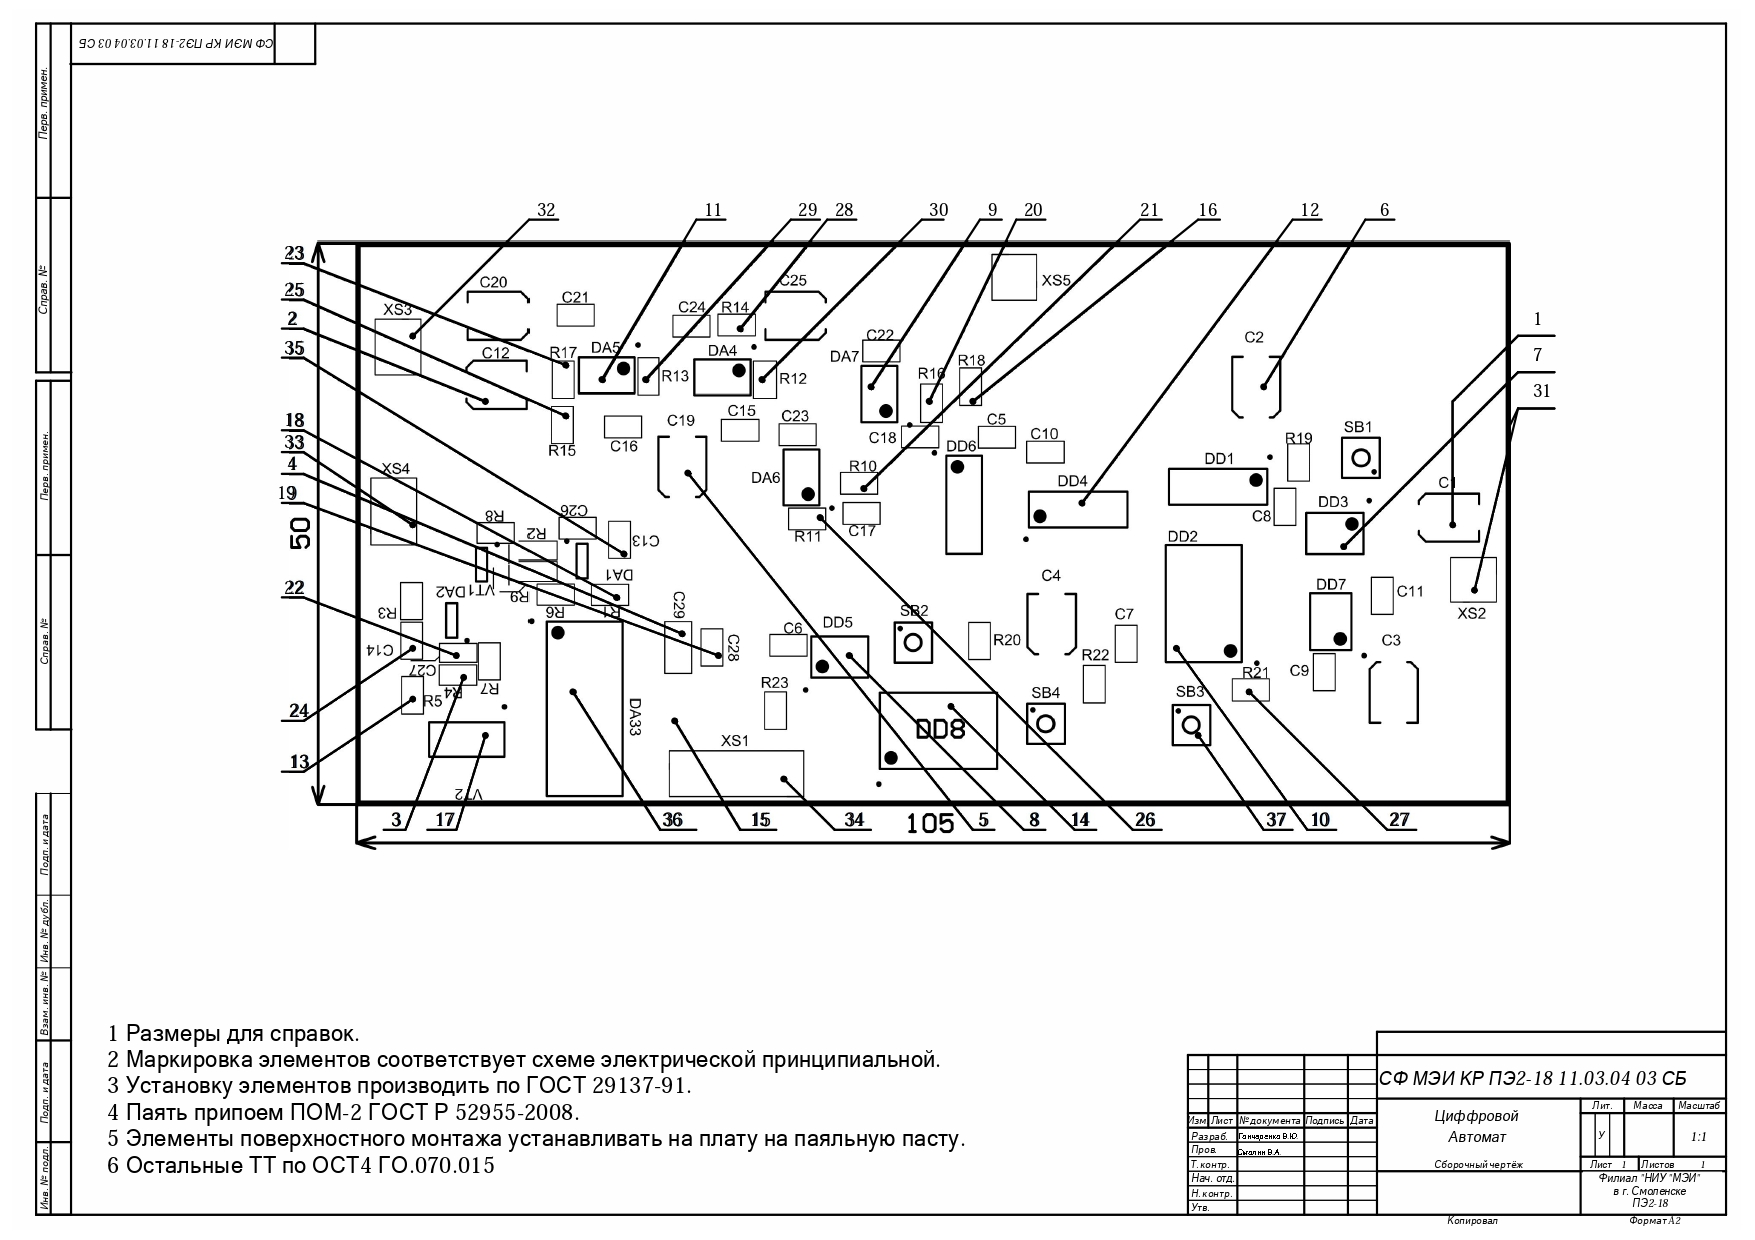 СФ МЭИ КР ПЭ2-18 11.03.04 03 СБ
Перв. примен.
Справ. №
Перв. примен.
Справ. №
Подп. и дата
Инв. № дубл.
Взам. инв. №
Подп. и дата
Инв. № подл.
32 11 29 28 30 9 20 21 16 12 6
23
25
2
35
18
33
4
19
22
24
13
1
7
31
50
C20 C21 C24 R14 C25 XS5
XS3 C12 R17 DA5 R13 DA4 R12 DA7 C22 R16 R18 C2
R15 C16 C19 C15 C23 C18 C5 C10 R19 SB1
XS4 DA6 R10 DD6 DD4 DD1 C1
R8 R2 C26 C13 R11 C17 C8 DD3 DD2
VT1 DA2 R9 DA1 R6 R1 C29 C4 DD7 C11 XS2
R3 C14 C27 R4 R7 R5 C28 C6 DD5 SB2 R20 C7 R22 C3 C9 R21
R23 DA33 XS1 DD8 SB4 SB3
VT2
3 17 36 15 34 105 5 8 14 26 37 10 27
1 Размеры для справок.
2 Маркировка элементов соответствует схеме электрической принципиальной.
3 Установку элементов производить по ГОСТ 29137-91.
4 Паять припоем ПОМ-2 ГОСТ Р 52955-2008.
5 Элементы поверхностного монтажа устанавливать на плату на паяльную пасту.
6 Остальные ТТ по ОСТ4 ГО.070.015
СФ МЭИ КР ПЭ2-18 11.03.04 03 СБ
Изм Лист № документа Подпись Дата
Разраб. Гончаренко В.Ю.
Пров. Смолин В.А.
Т. контр.
Нач. отд.
Н. контр.
Утв.
Циффровой
Автомат
Сборочный чертёж
Лит. Масса Масштаб
У 1:1
Лист 1 Листов 1
Филиал "НИУ "МЭИ"
в г. Смоленске
ПЭ2-18
Копировал Формат А2